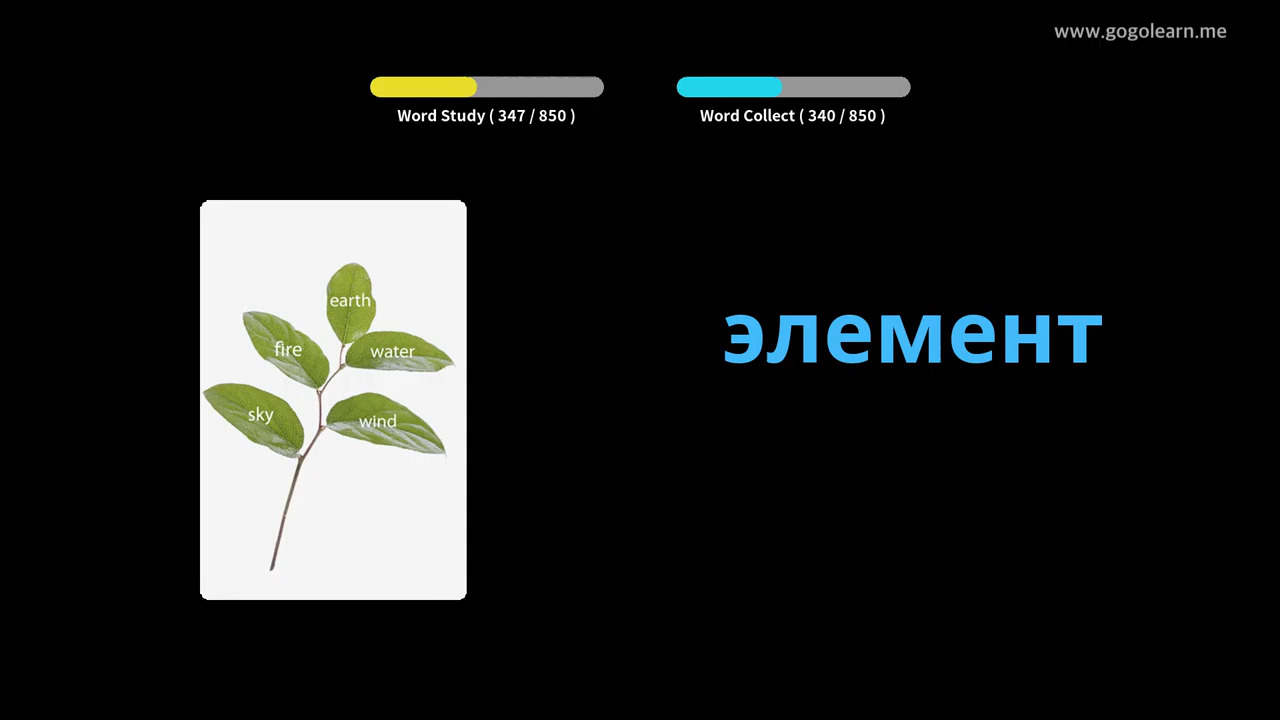 www.gogolearn.me
Word Study ( 347 / 850 )
Word Collect ( 340 / 850 )
earth
fire
water
sky
wind
элемент